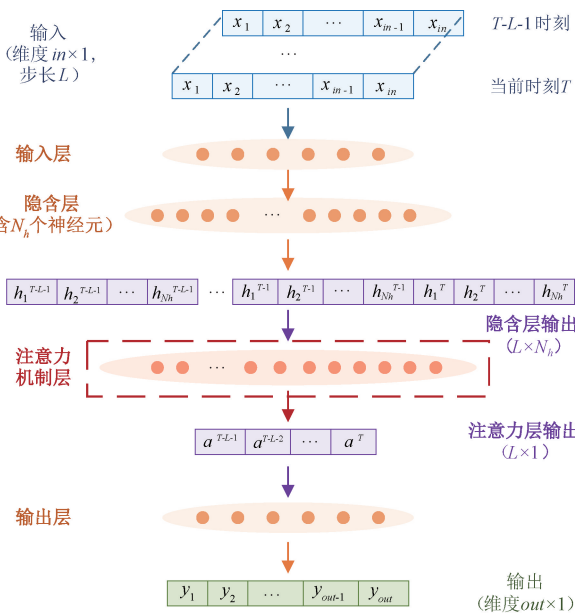 输入
（维度in×1，
步长L）
x1 x2 ··· xin-1 xin
T-L-1时刻
···
x1 x2 ··· xin-1 xin
当前时刻T
输入层
隐含层
含Nh个神经元）
···
h1T-L-1 h2T-L-1 ··· hNhT-L-1 ··· h1T-1 h2T-1 ··· hNhT-1 h1T h2T ··· hNhT
隐含层输出
（L×Nh）
注意力
机制层
···
aT-L-1 aT-L-2 ··· aT
注意力层输出
（L×1）
输出层
y1 y2 ··· yout-1 yout
输出
（维度out×1）